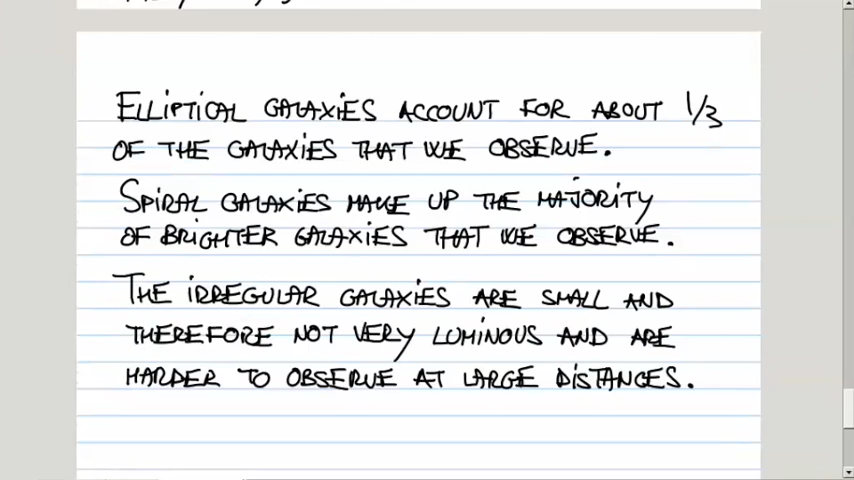 Elliptical galaxies account for about 1/3
of the galaxies that we observe.
Spiral galaxies make up the majority
of brighter galaxies that we observe.
The irregular galaxies are small and
therefore not very luminous and are
harder to observe at large distances.